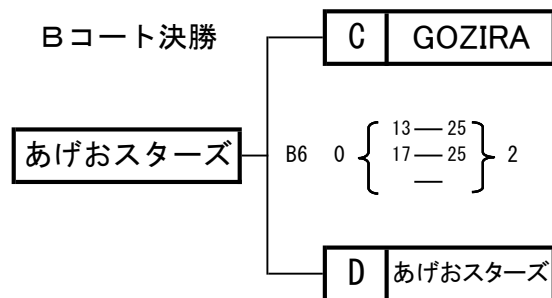 Bコート決勝
C GOZIRA
あげおスターズ
B6 0 { 13 — 25 } 2
17 — 25
—
D あげおスターズ